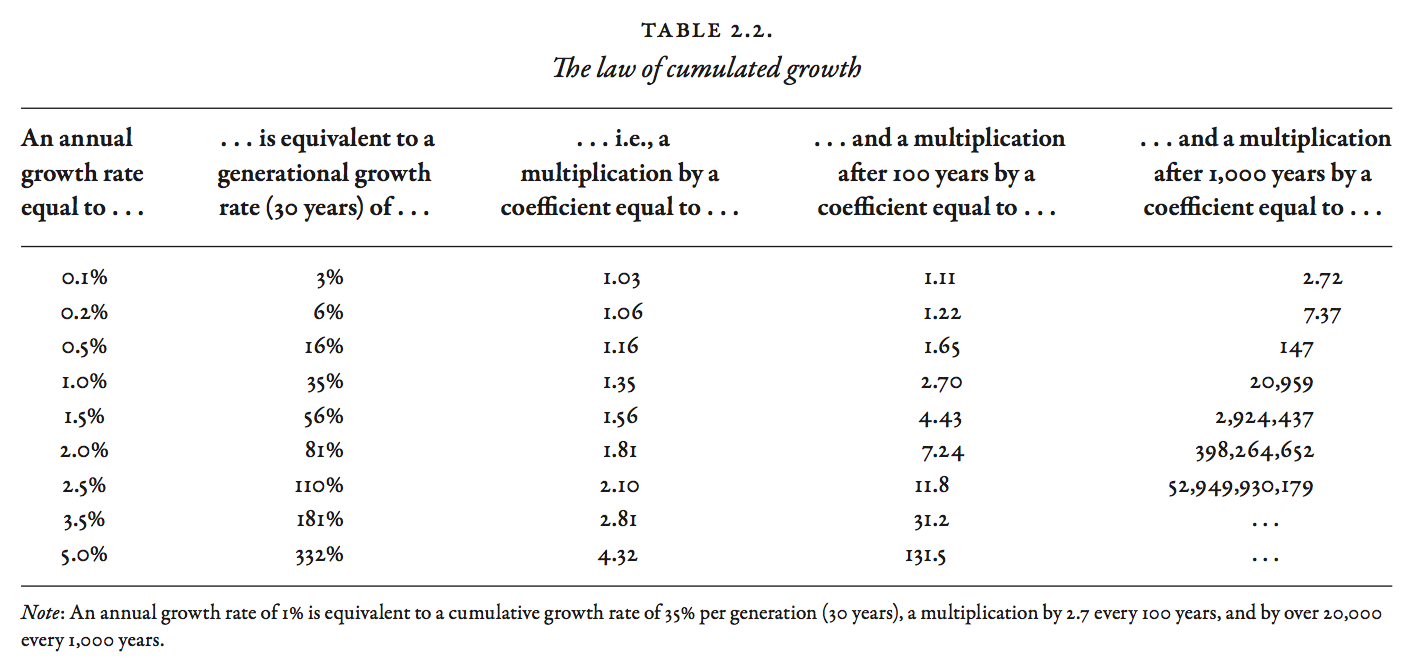 TABLE 2.2.
The law of cumulated growth
An annual growth rate equal to . . . | . . . is equivalent to a generational growth rate (30 years) of . . . | . . . i.e., a multiplication by a coefficient equal to . . . | . . . and a multiplication after 100 years by a coefficient equal to . . . | . . . and a multiplication after 1,000 years by a coefficient equal to . . .
0.1% 3% 1.03 1.11 2.72
0.2% 6% 1.06 1.22 7.37
0.5% 16% 1.16 1.65 147
1.0% 35% 1.35 2.70 20,959
1.5% 56% 1.56 4.43 2,924,437
2.0% 81% 1.81 7.24 398,264,652
2.5% 110% 2.10 11.8 52,949,930,179
3.5% 181% 2.81 31.2 . . .
5.0% 332% 4.32 131.5 . . .
Note: An annual growth rate of 1% is equivalent to a cumulative growth rate of 35% per generation (30 years), a multiplication by 2.7 every 100 years, and by over 20,000
every 1,000 years.